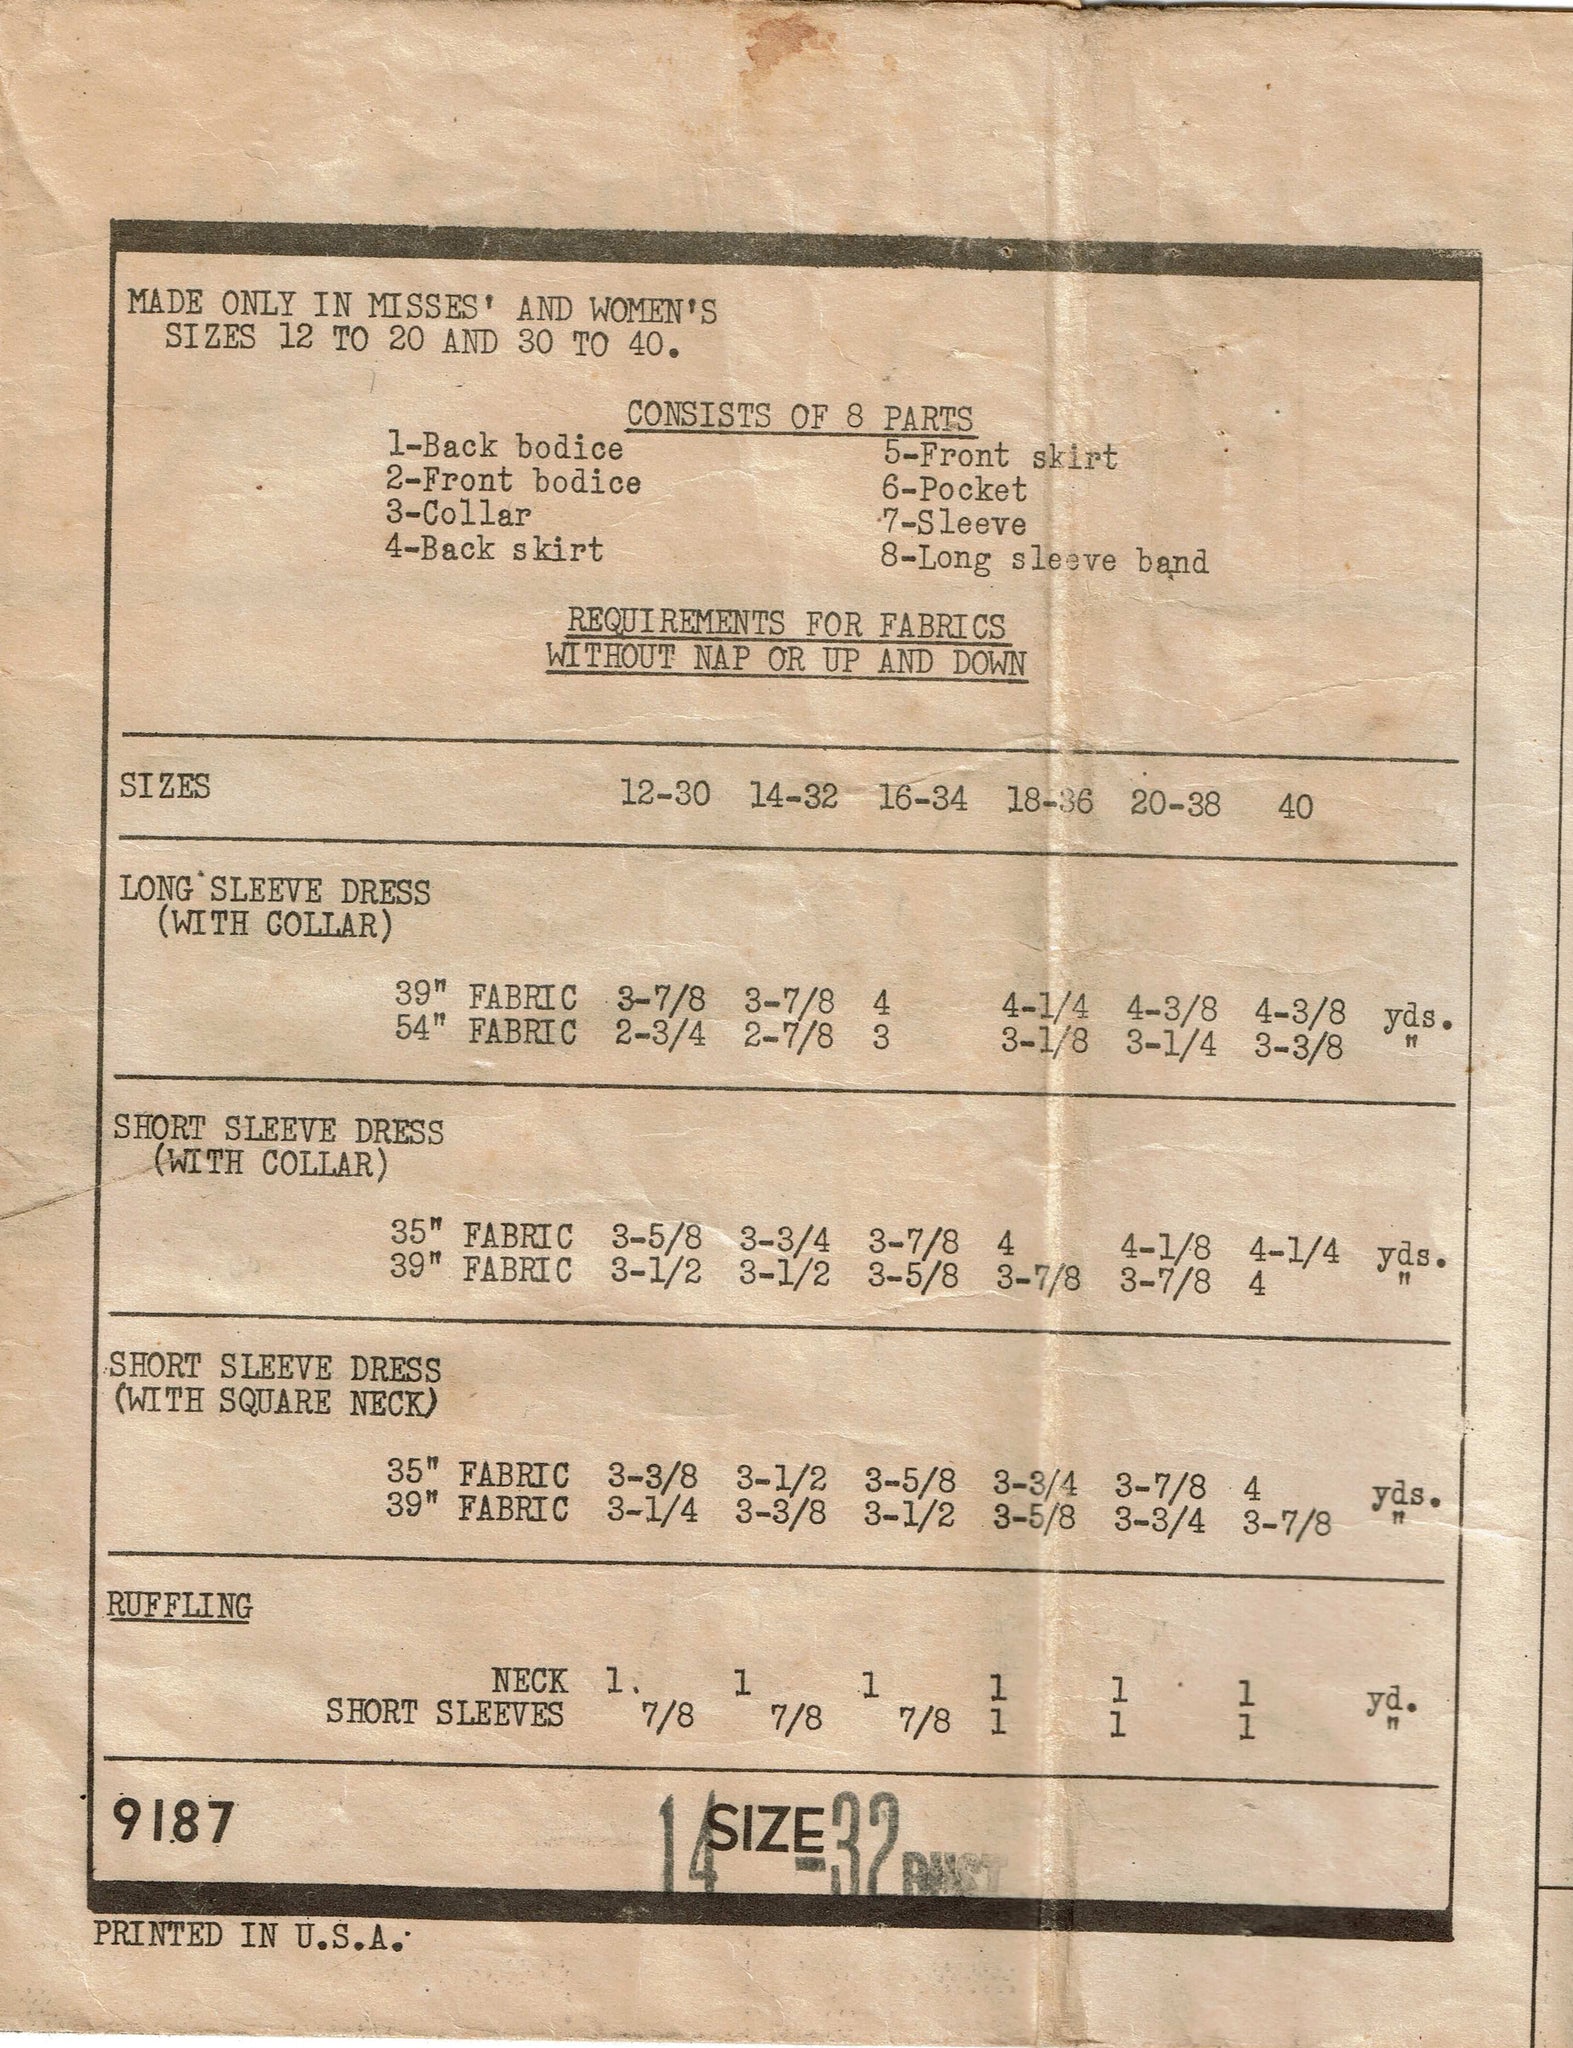 MADE ONLY IN MISSES' AND WOMEN'S
SIZES 12 TO 20 AND 30 TO 40.
CONSISTS OF 8 PARTS
1-Back bodice
2-Front bodice
3-Collar
4-Back skirt
5-Front skirt
6-Pocket
7-Sleeve
8-Long sleeve band
REQUIREMENTS FOR FABRICS
WITHOUT NAP OR UP AND DOWN
SIZES 12-30 14-32 16-34 18-36 20-38 40
LONG SLEEVE DRESS
(WITH COLLAR)
39" FABRIC 3-7/8 3-7/8 4 4-1/4 4-3/8 4-3/8 yds.
54" FABRIC 2-3/4 2-7/8 3 3-1/8 3-1/4 3-3/8 "
SHORT SLEEVE DRESS
(WITH COLLAR)
35" FABRIC 3-5/8 3-3/4 3-7/8 4 4-1/8 4-1/4 yds.
39" FABRIC 3-1/2 3-1/2 3-5/8 3-7/8 3-7/8 4 "
SHORT SLEEVE DRESS
(WITH SQUARE NECK)
35" FABRIC 3-3/8 3-1/2 3-5/8 3-3/4 3-7/8 4 yds.
39" FABRIC 3-1/4 3-3/8 3-1/2 3-5/8 3-3/4 3-7/8 "
RUFFLING
NECK 1. 1 1 1 1 1 yd.
SHORT SLEEVES 7/8 7/8 7/8 1 1 1 "
9187 SIZE
14-32 BUST
PRINTED IN U.S.A.